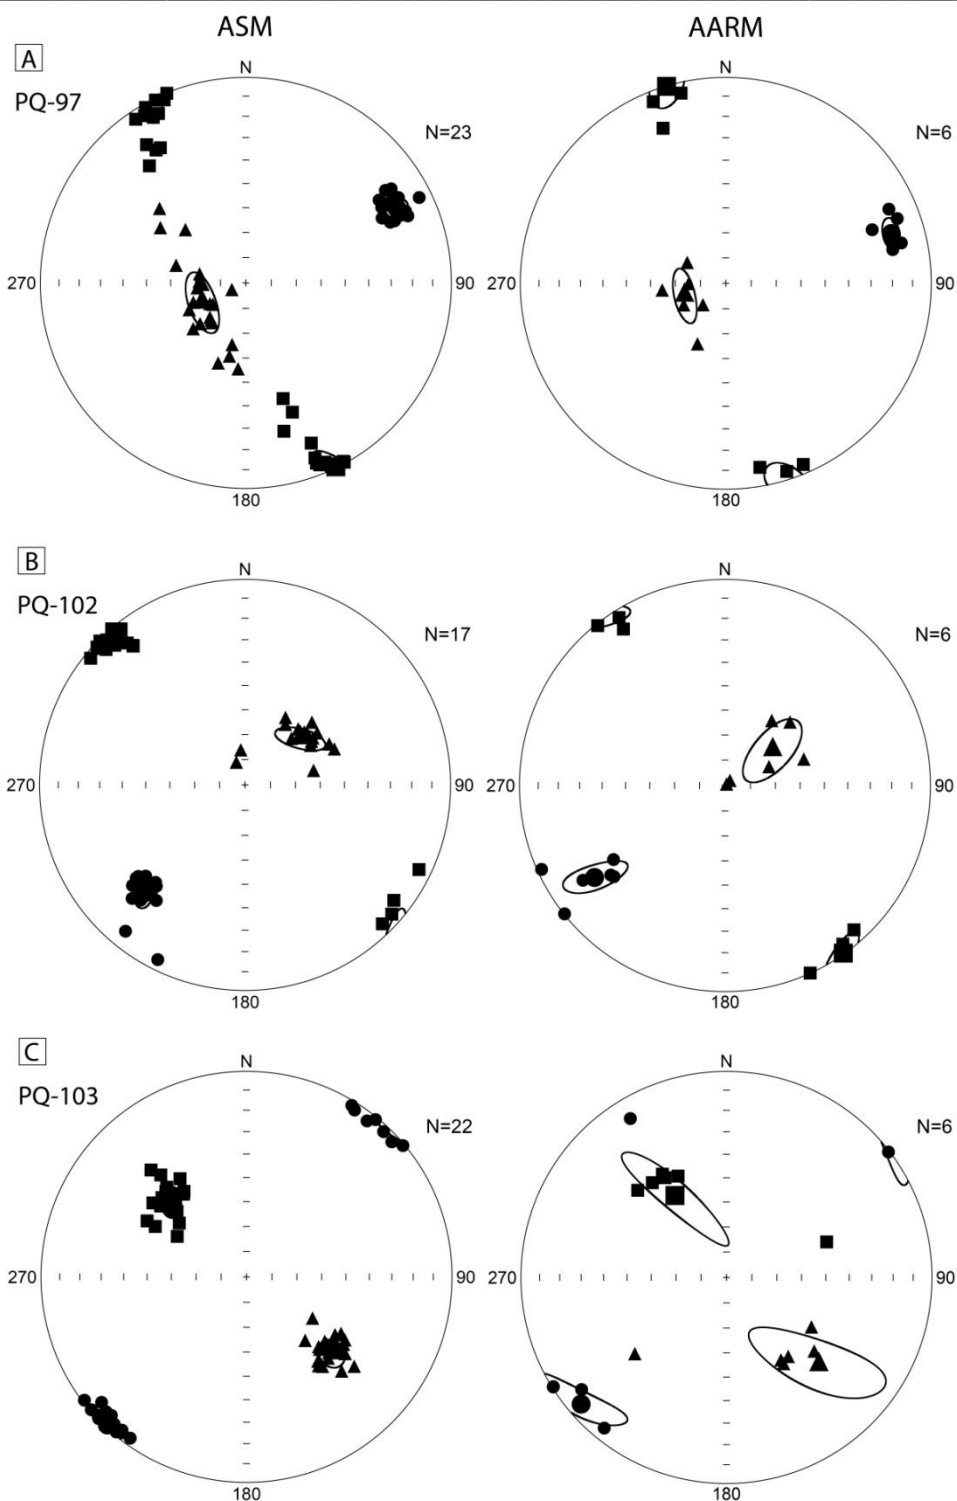 ASM AARM
A
PQ-97
N N
N=23 N=6
270 90 270 90
180 180
B
PQ-102
N N
N=17 N=6
270 90 270 90
180 180
C
PQ-103
N N
N=22 N=6
270 90 270 90
180 180